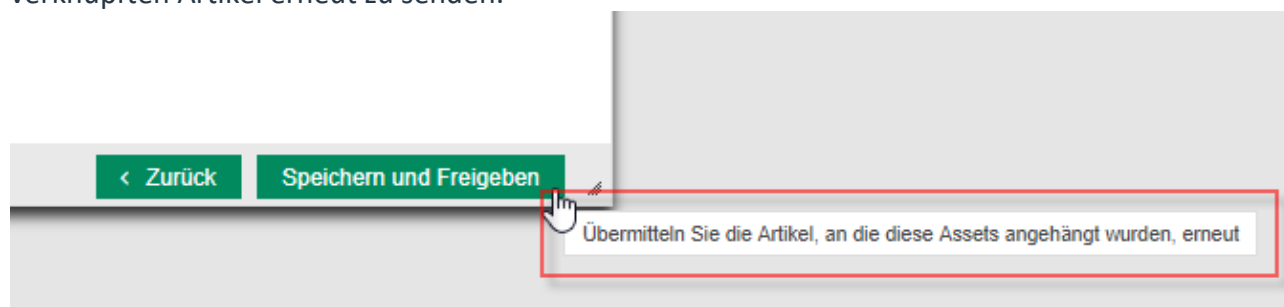 verknüpften Artikel erneut zu senden.
< Zurück
Speichern und Freigeben
Übermitteln Sie die Artikel, an die diese Assets angehängt wurden, erneut